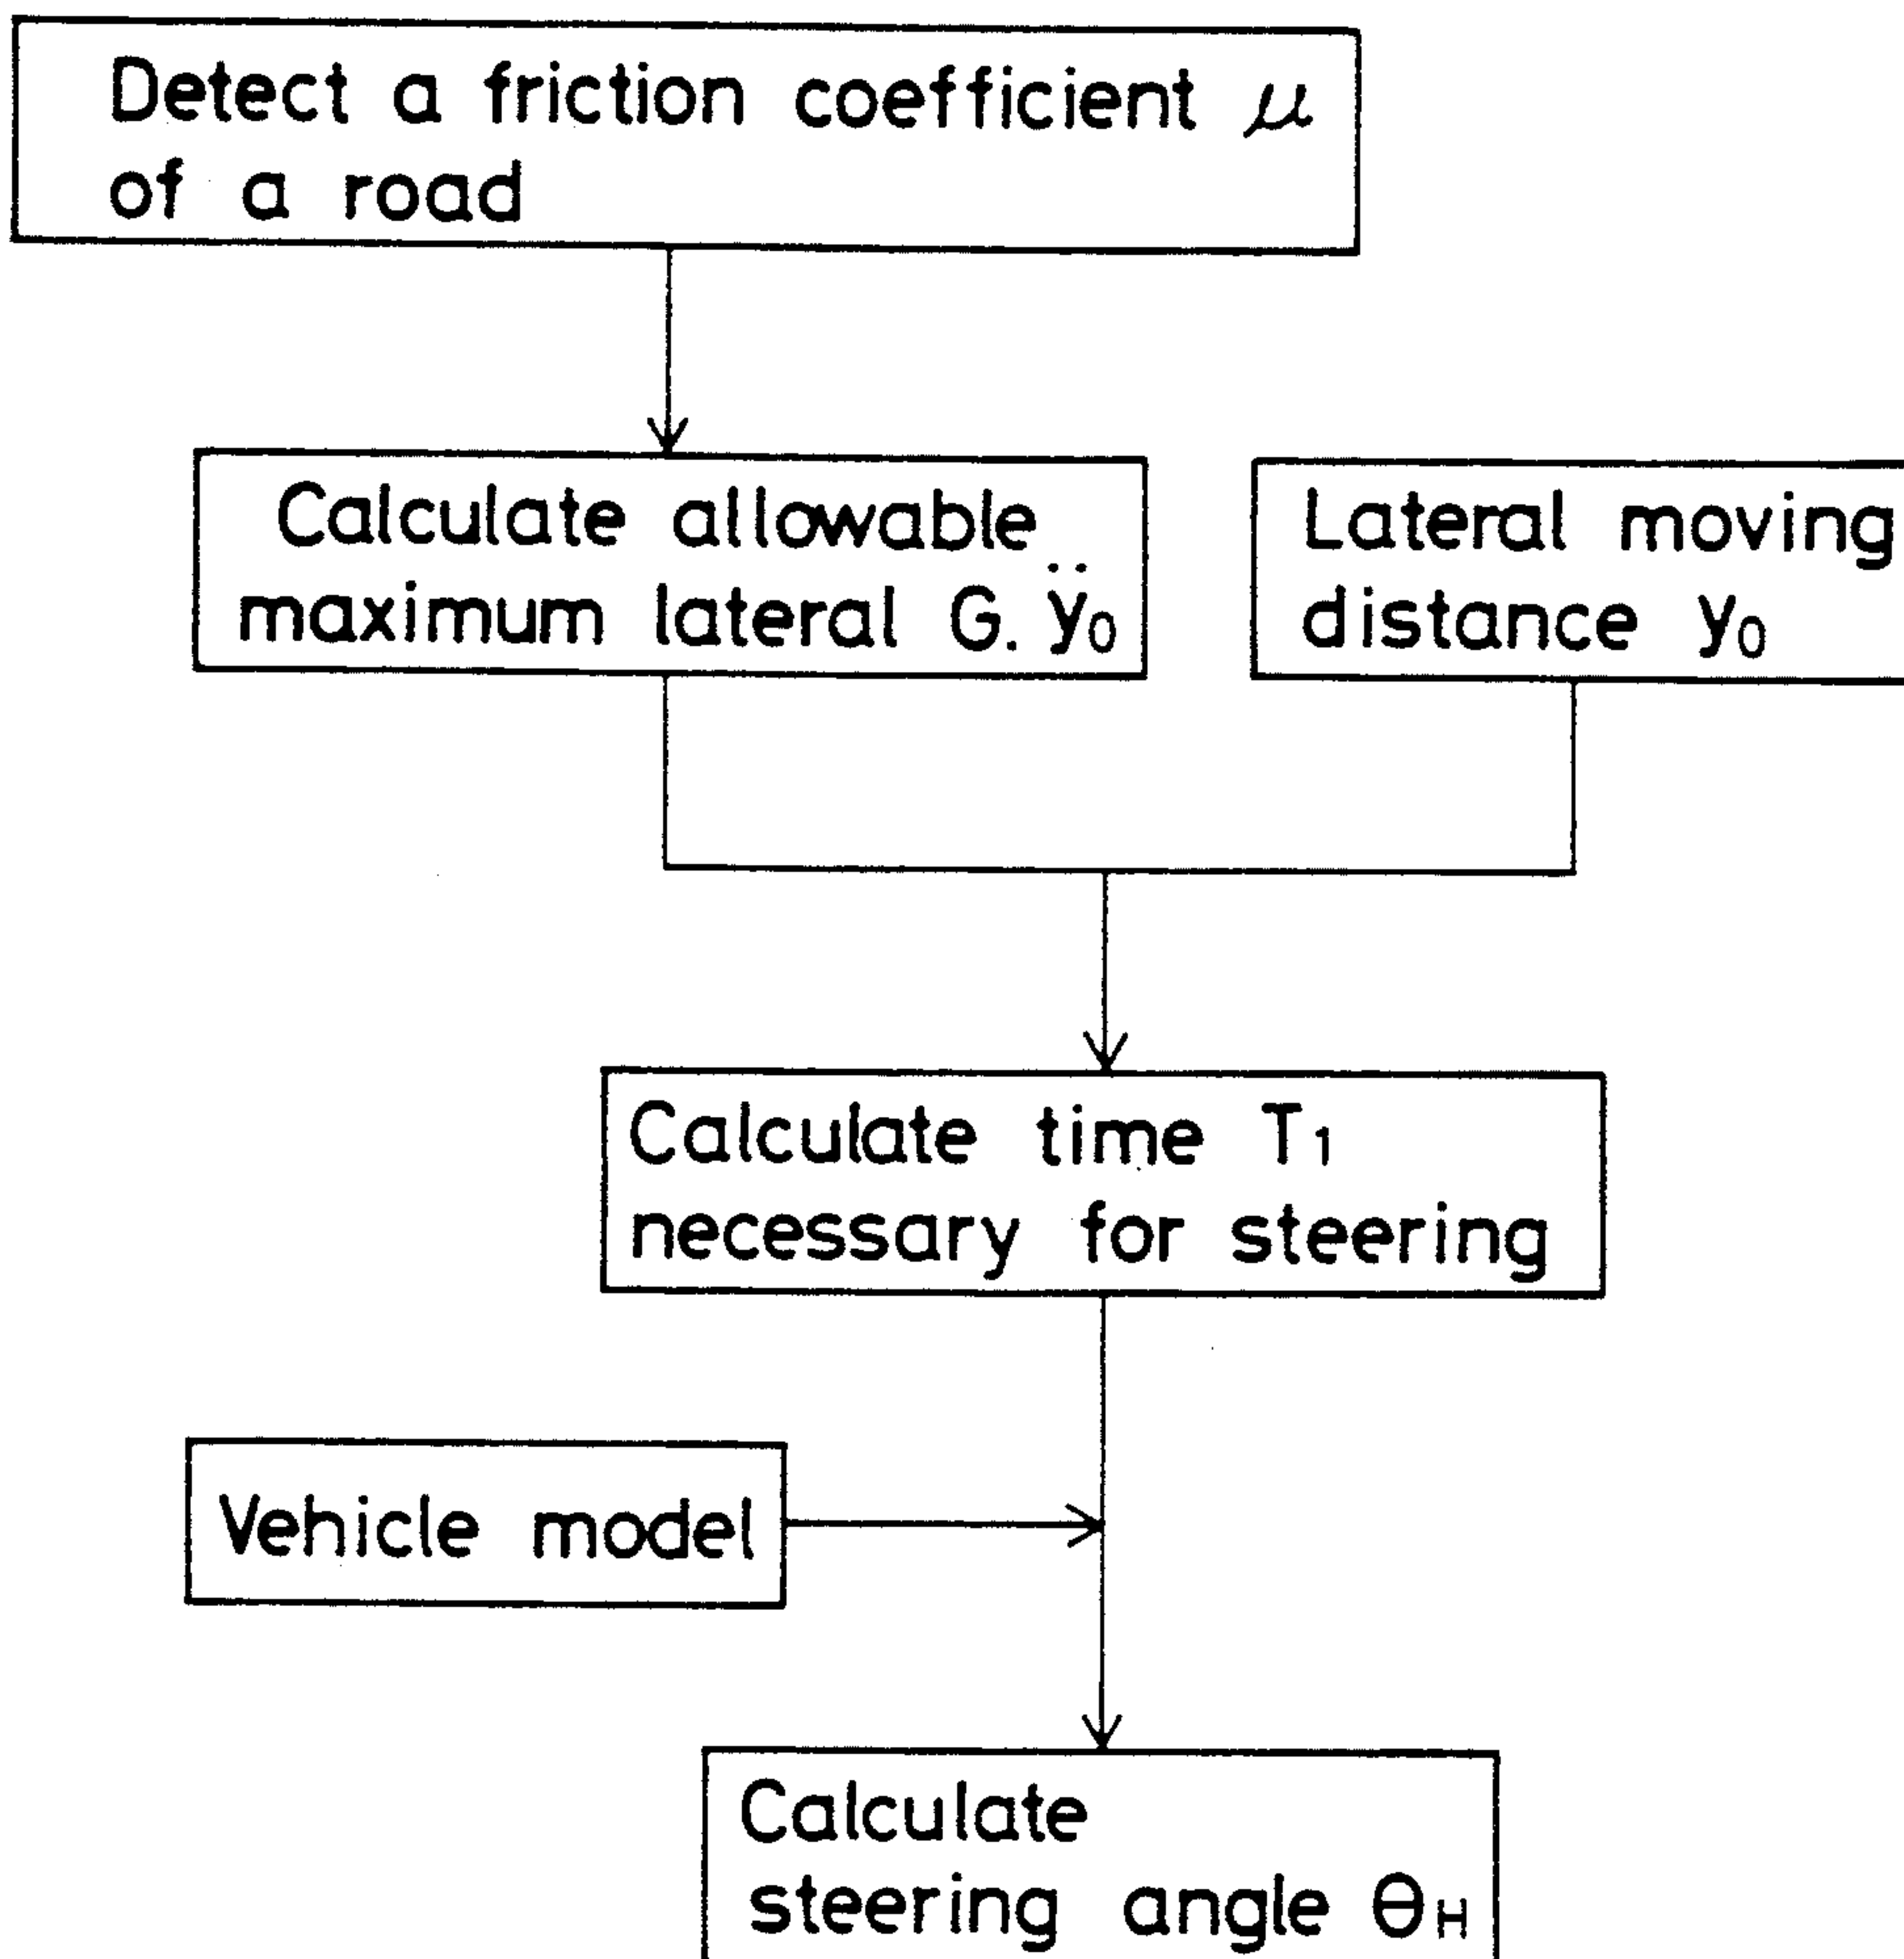 Detect a friction coefficient μ
of a road
Calculate allowable
maximum lateral G. ÿ₀
Lateral moving
distance y₀
Calculate time T₁
necessary for steering
Vehicle model
Calculate
steering angle θ_H